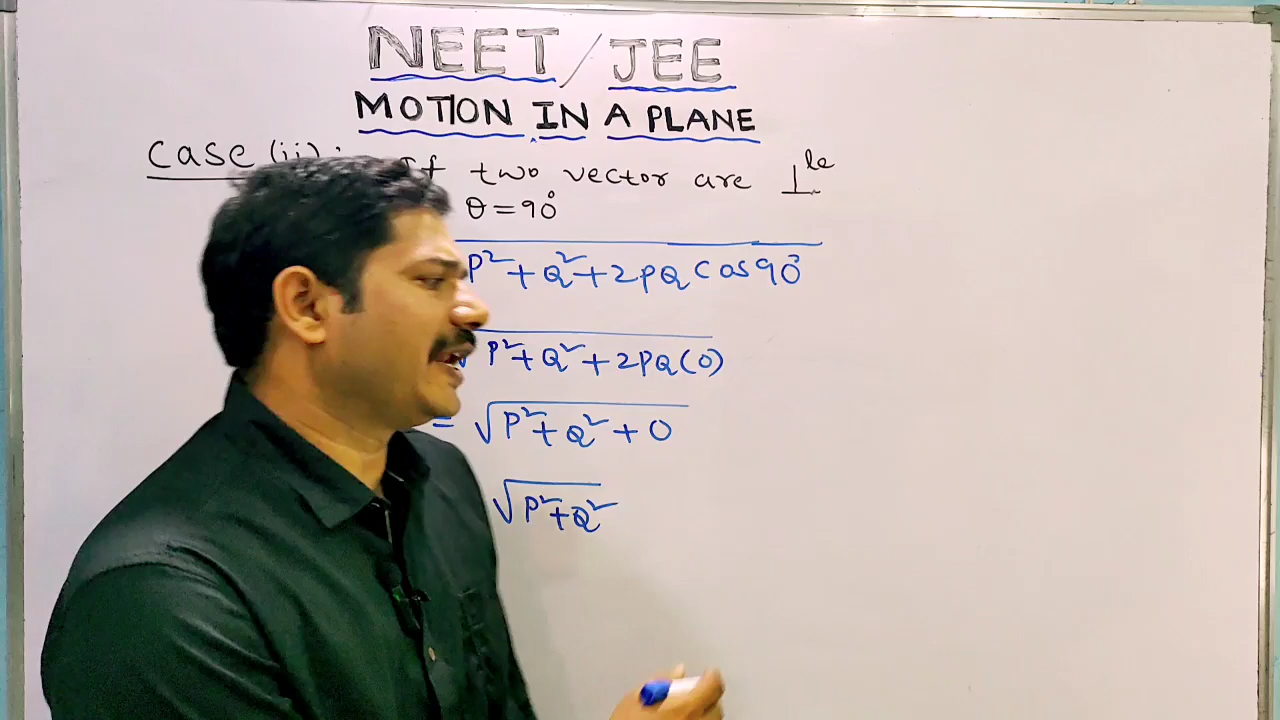 NEET/JEE
MOTION IN A PLANE
Case (ii): If two vector are ⊥le
θ = 90°
P² + Q² + 2PQ Cos 90°
√P² + Q² + 2PQ(0)
= √P² + Q² + 0
√P² + Q²